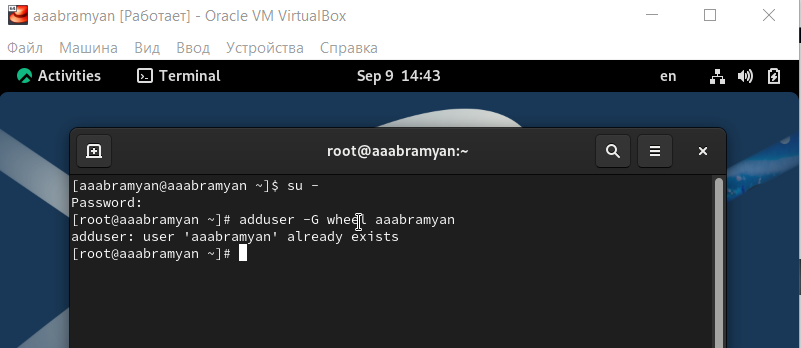 aaabramyan [Работает] - Oracle VM VirtualBox
Файл Машина Вид Ввод Устройства Справка
Activities Terminal Sep 9 14:43 en
root@aaabramyan:~
[aaabramyan@aaabramyan ~]$ su -
Password:
[root@aaabramyan ~]# adduser -G wheel aaabramyan
adduser: user 'aaabramyan' already exists
[root@aaabramyan ~]#